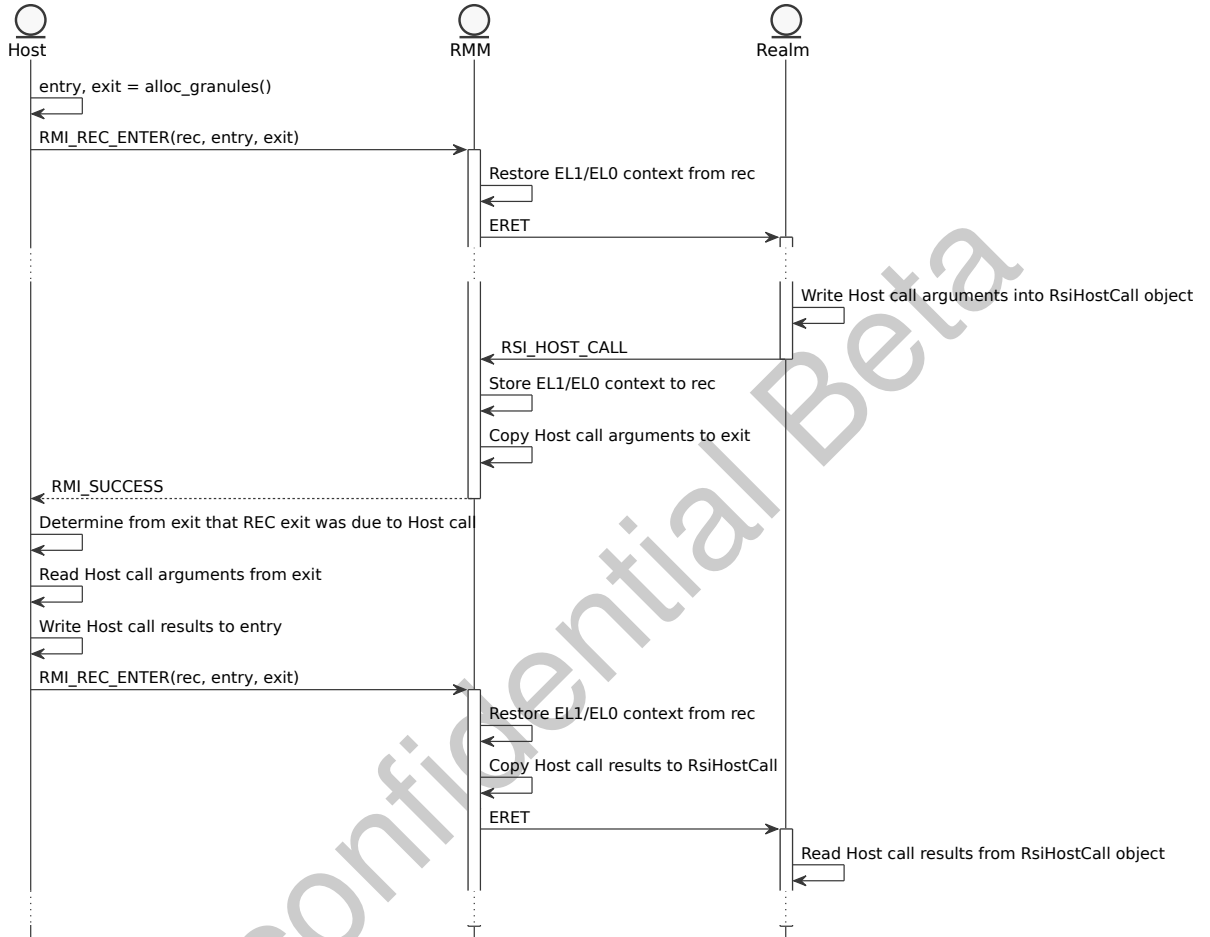 Host
RMM
Realm
entry, exit = alloc_granules()
RMI_REC_ENTER(rec, entry, exit)
Restore EL1/EL0 context from rec
ERET
Write Host call arguments into RsiHostCall object
RSI_HOST_CALL
Store EL1/EL0 context to rec
Copy Host call arguments to exit
RMI_SUCCESS
Determine from exit that REC exit was due to Host call
Read Host call arguments from exit
Write Host call results to entry
RMI_REC_ENTER(rec, entry, exit)
Restore EL1/EL0 context from rec
Copy Host call results to RsiHostCall
ERET
Read Host call results from RsiHostCall object
onfidential Beta